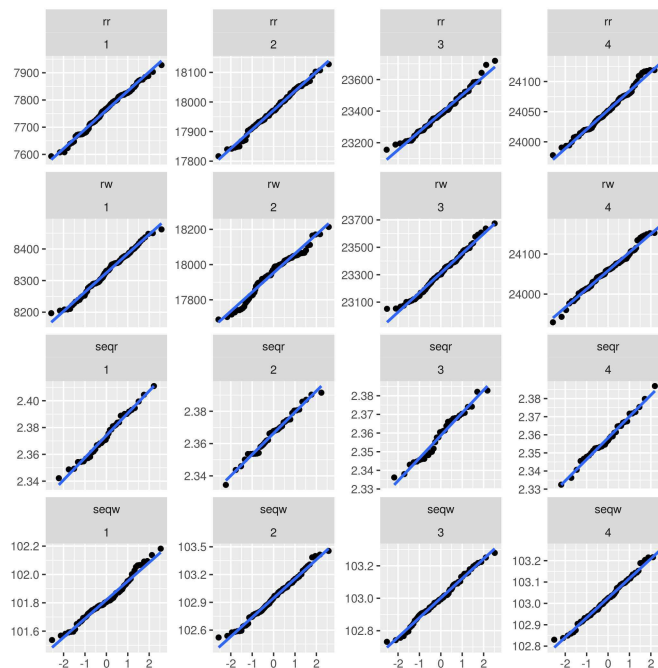 rr rr rr rr
1 2 3 4
7900 18100 23600 24100
7800 18000 23400 24000
7700 17900 23200
7600 17800
rw rw rw rw
1 2 3 4
8400 18200 23700 24100
8300 18000 23500 24000
8200 17800 23300
23100
seqr seqr seqr seqr
1 2 3 4
2.40 2.38 2.38 2.38
2.38 2.36 2.37 2.37
2.36 2.34 2.36 2.36
2.34 2.35 2.35
2.34 2.34
2.33 2.33
seqw seqw seqw seqw
1 2 3 4
102.2 103.5 103.2 103.2
102.0 103.2 103.0 103.1
101.8 102.9 102.8 103.0
101.6 102.6 102.9
102.8
-2 -1 0 1 2 -2 -1 0 1 2 -2 -1 0 1 2 -2 -1 0 1 2